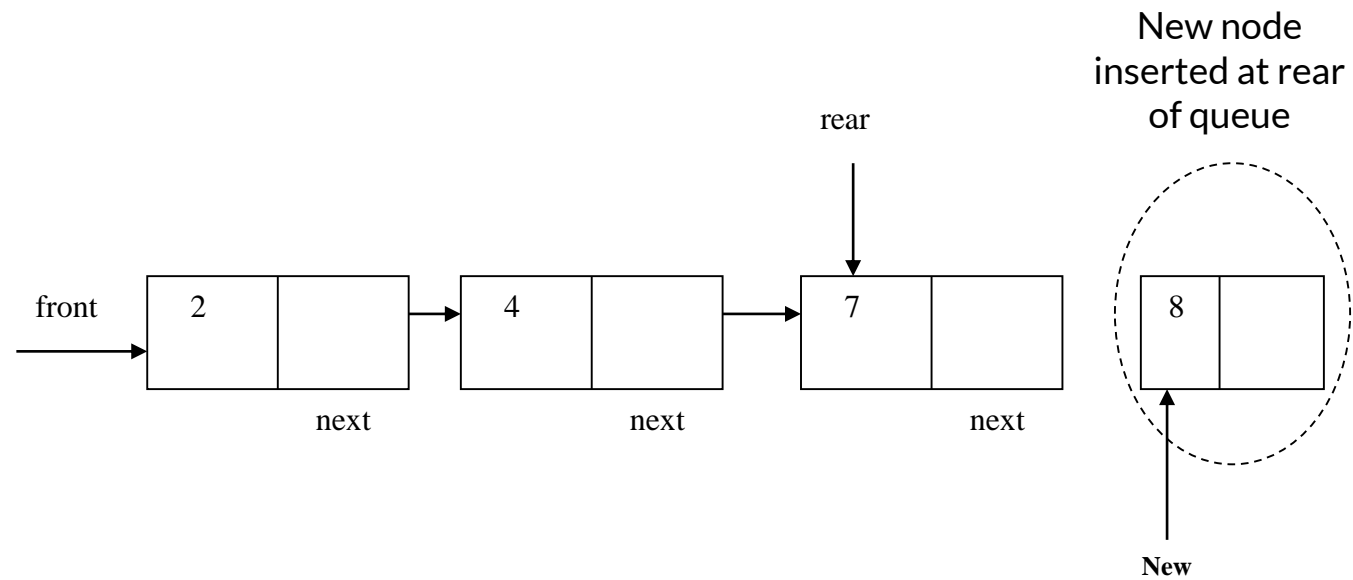 New node
inserted at rear
of queue
rear
front
2
4
7
8
next
next
next
New